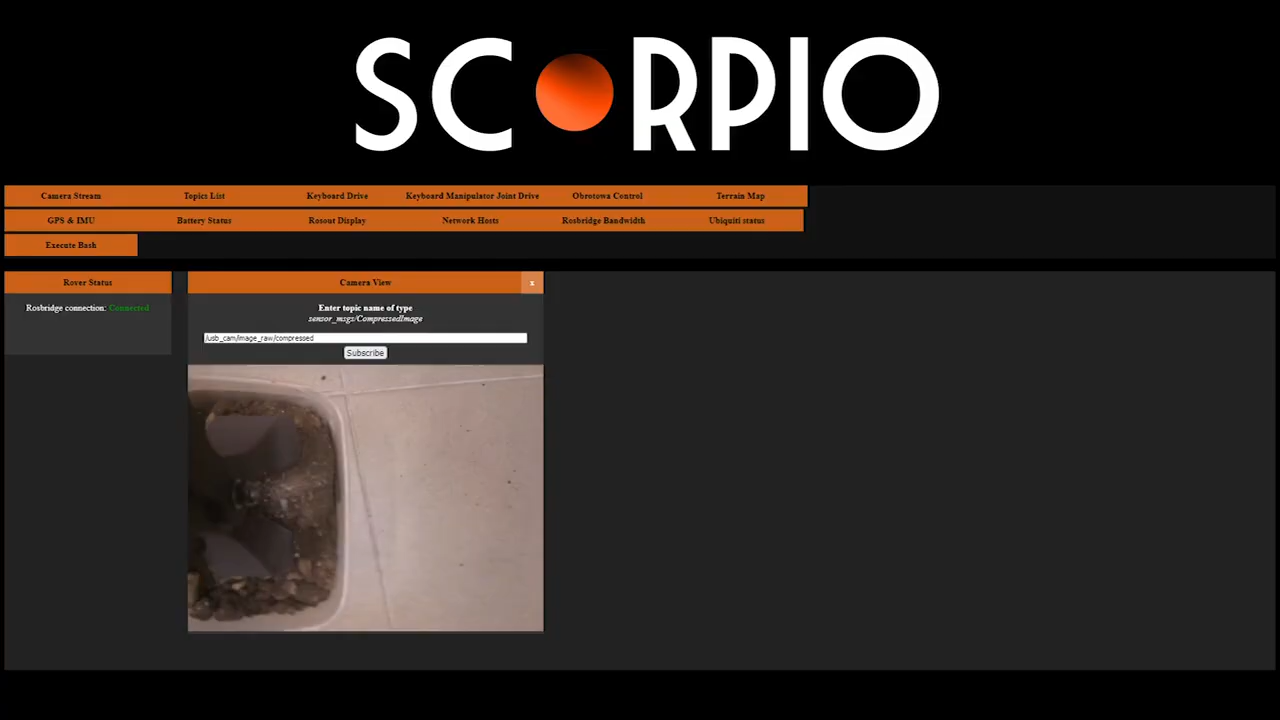 SCORPIO
Camera Stream Topics List Keyboard Drive Keyboard Manipulator Joint Drive Obrotowa Control Terrain Map
GPS & IMU Battery Status Rosout Display Network Hosts Rosbridge Bandwidth Ubiquiti status
Execute Bash
Rover Status
Rosbridge connection: Connected
Camera View x
Enter topic name of type
sensor_msgs/CompressedImage
/usb_cam/image_raw/compressed
Subscribe